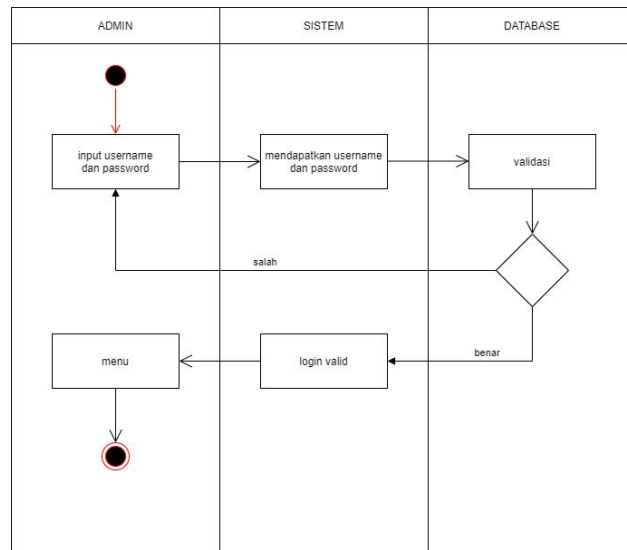 ADMIN
SISTEM
DATABASE
input username
dan password
mendapatkan username
dan password
validasi
salah
menu
login valid
benar